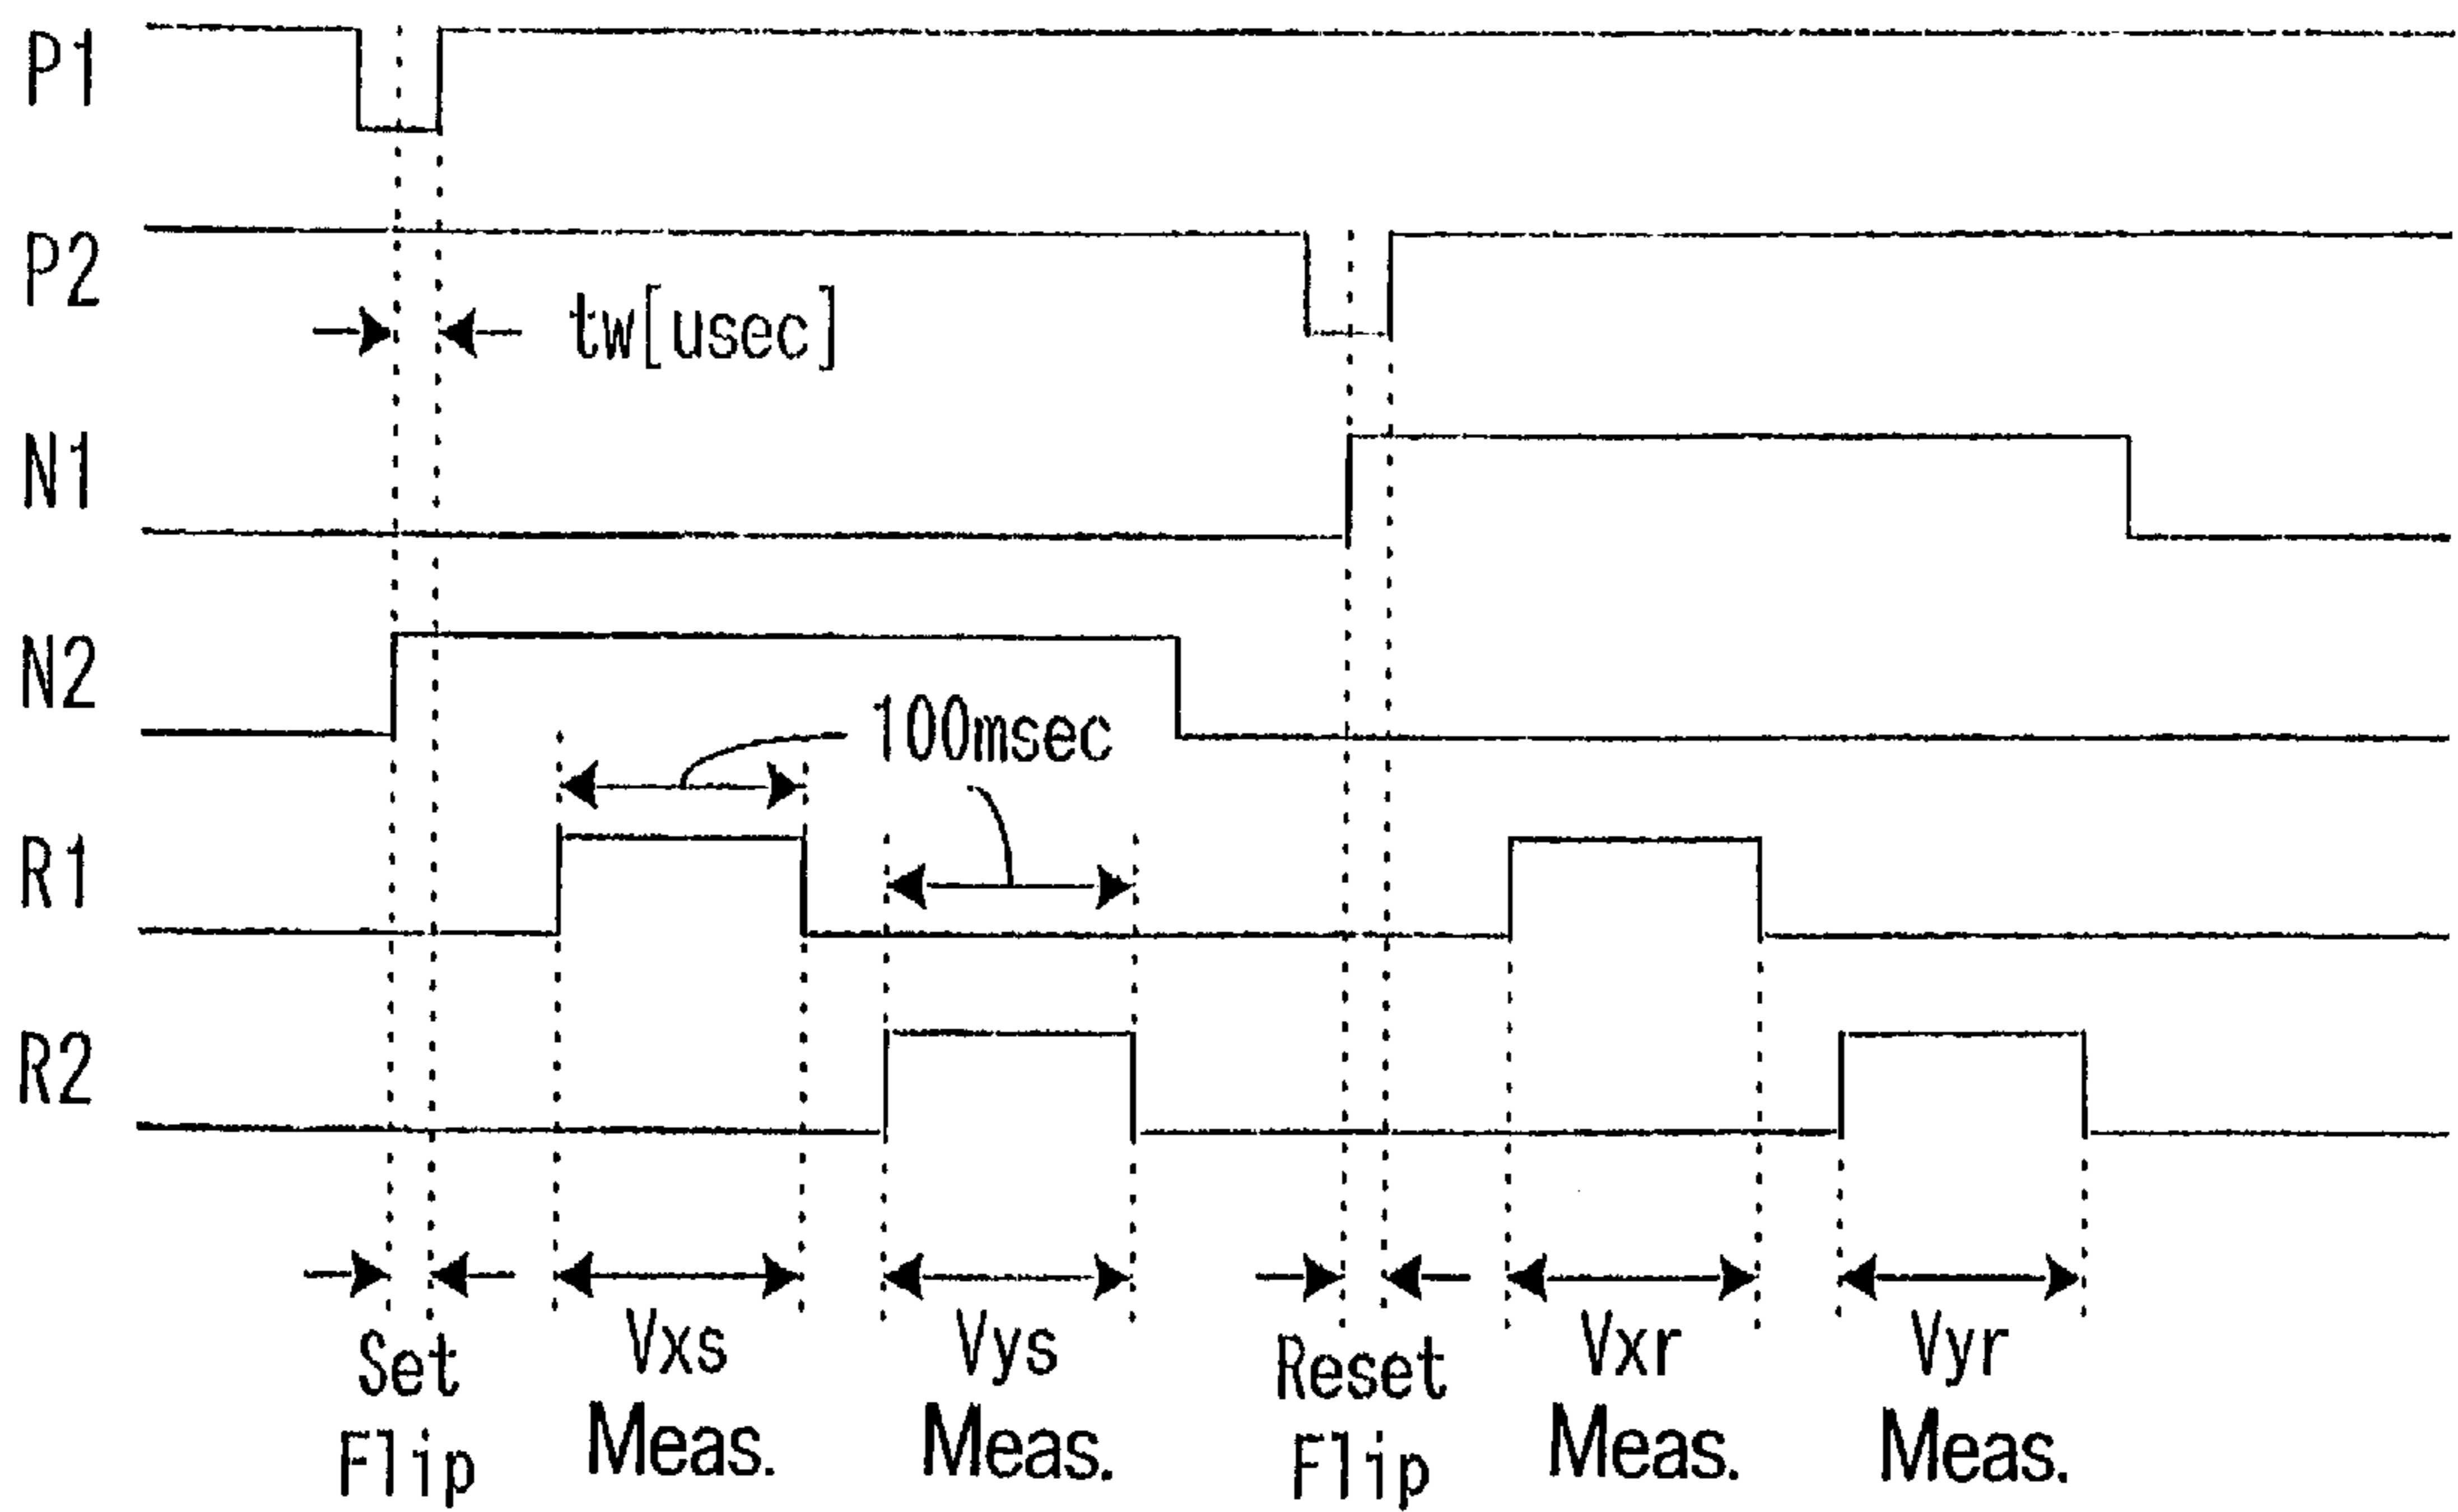 P1
P2
tw[usec]
N1
N2
100msec
R1
R2
Set
Flip
Vxs
Meas.
Vys
Meas.
Reset
Flip
Vxr
Meas.
Vyr
Meas.